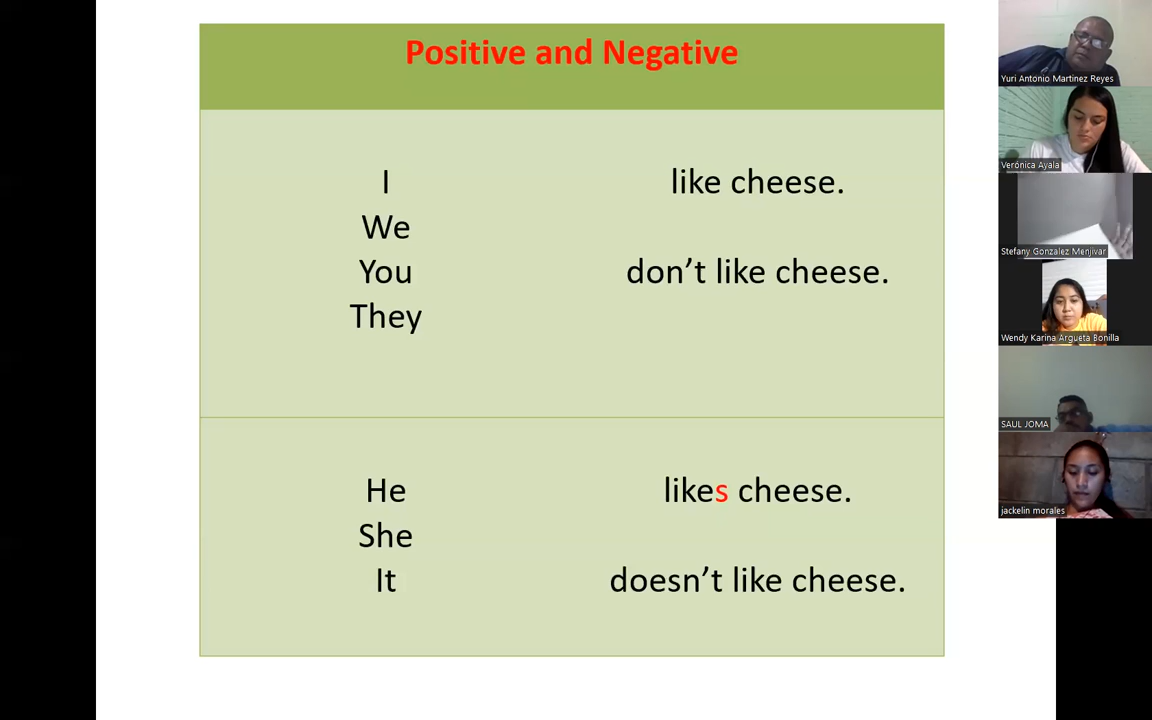 Positive and Negative
I like cheese.
We
You don't like cheese.
They
He likes cheese.
She
It doesn't like cheese.
Yuri Antonio Martinez Reyes
Verónica Ayala
Stefany Gonzalez Menjivar
Wendy Karina Argueta Bonilla
SAUL JOMA
jackelin morales